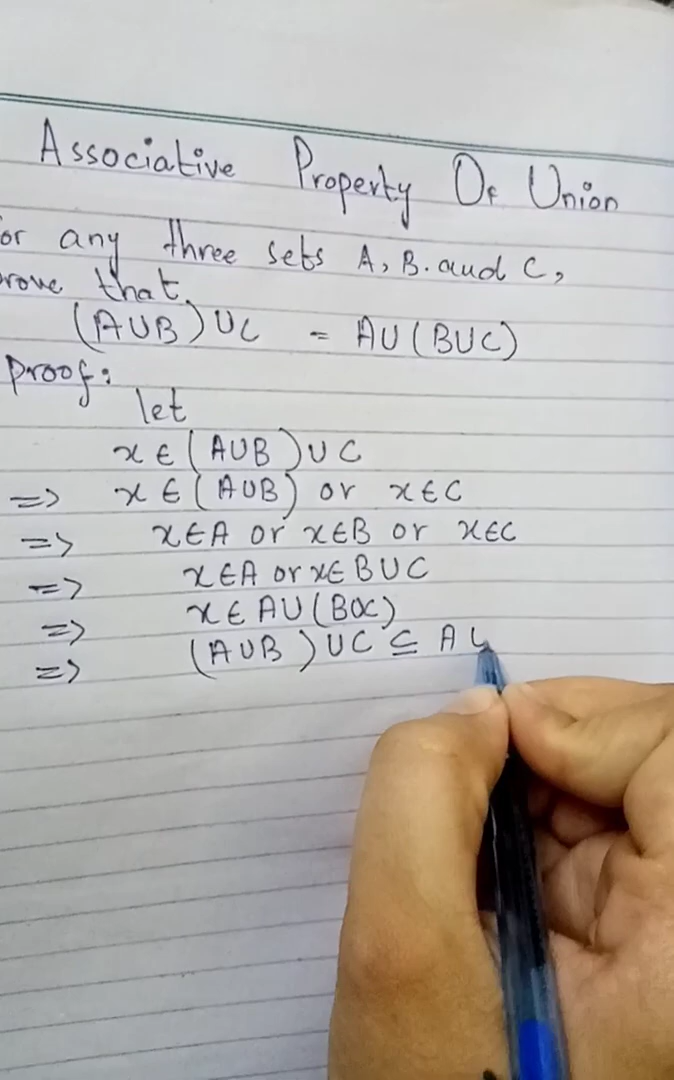 Associative Property Of Union
or any three sets A, B. and C,
rove that,
(AUB)UC = AU(BUC)
Proof:
let
x ∈ (AUB)UC
=> x ∈ (AUB) or x∈C
=> x∈A or x∈B or x∈C
=> x∈A or x∈ BUC
=> x∈ AU(BUC)
=> (AUB)UC ⊆ A U